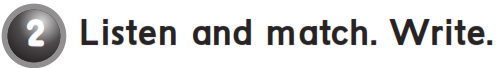 2 Listen and match. Write.